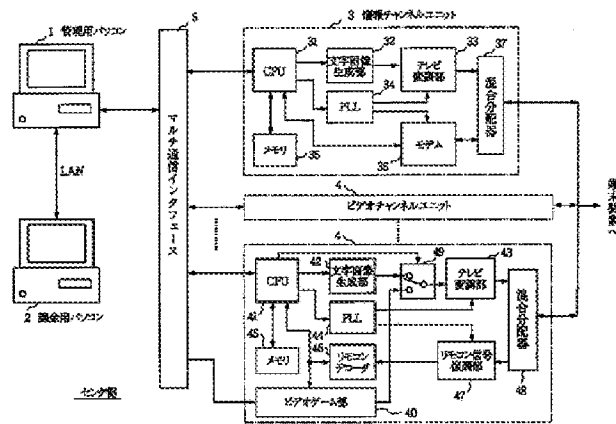 1 管理用パソコン
LAN
2 課金用パソコン
センタ側
5
マルチ通信インタフェース
3 情報チャンネルユニット
31
CPU
32
文字画像
生成部
33
テレビ
変調部
37
混合分配部
34
PLL
35
メモリ
36
モデム
4
ビデオチャンネルユニット
端末装置へ
4
41
CPU
42
文字画像
生成部
49
43
テレビ
変調部
混合分配部
48
44
PLL
45
メモリ
46
リモコン
デコーダ
リモコン信号
復調部
47
ビデオゲーム部
40